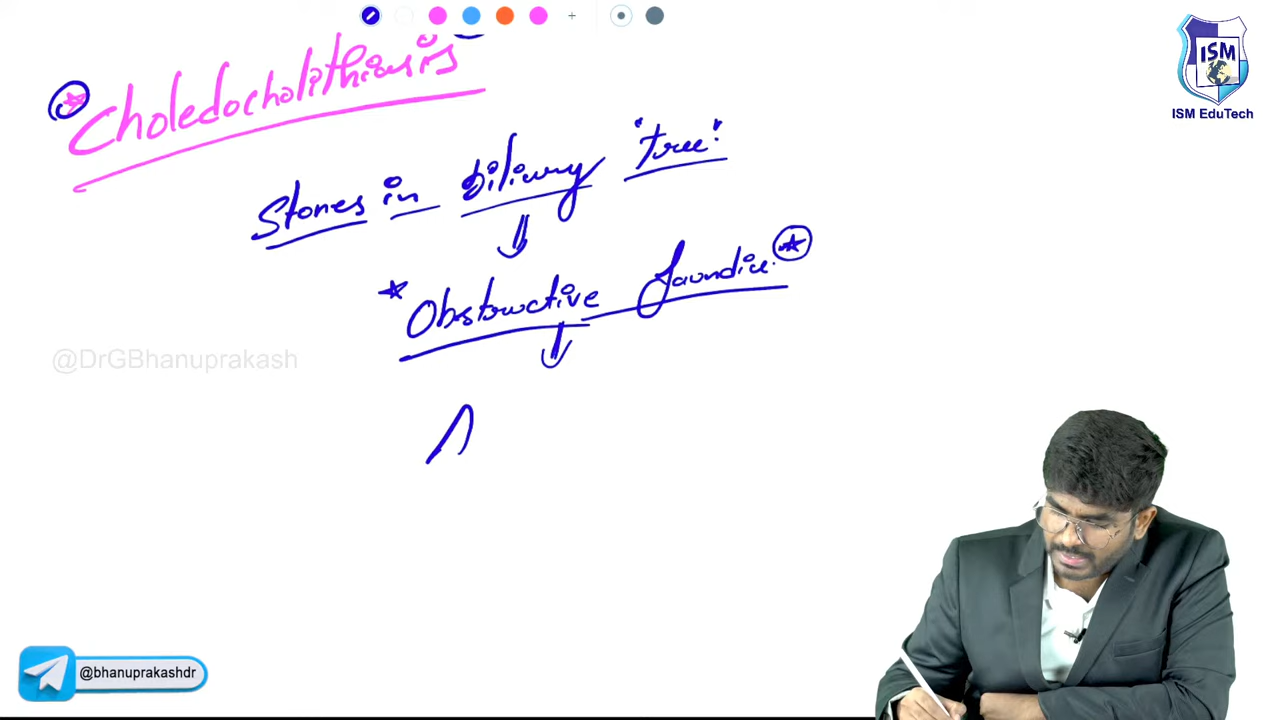 Choledocholithiasis
Stones in biliary "tree".
Obstructive Jaundice.
@DrGBhanuprakash
ISM
ISM EduTech
@bhanuprakashdr